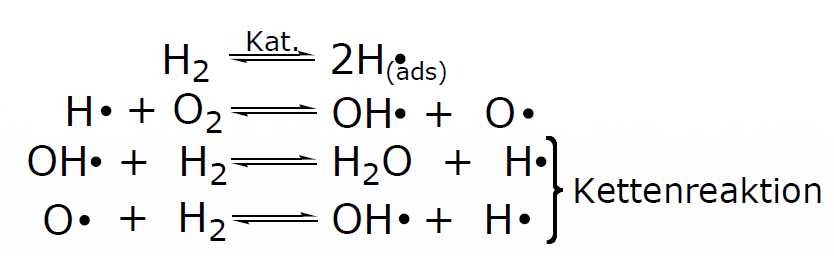 H₂ ⇌ Kat. 2H•(ads)
H• + O₂ ⇌ OH• + O•
OH• + H₂ ⇌ H₂O + H•
Kettenreaktion
O• + H₂ ⇌ OH• + H•